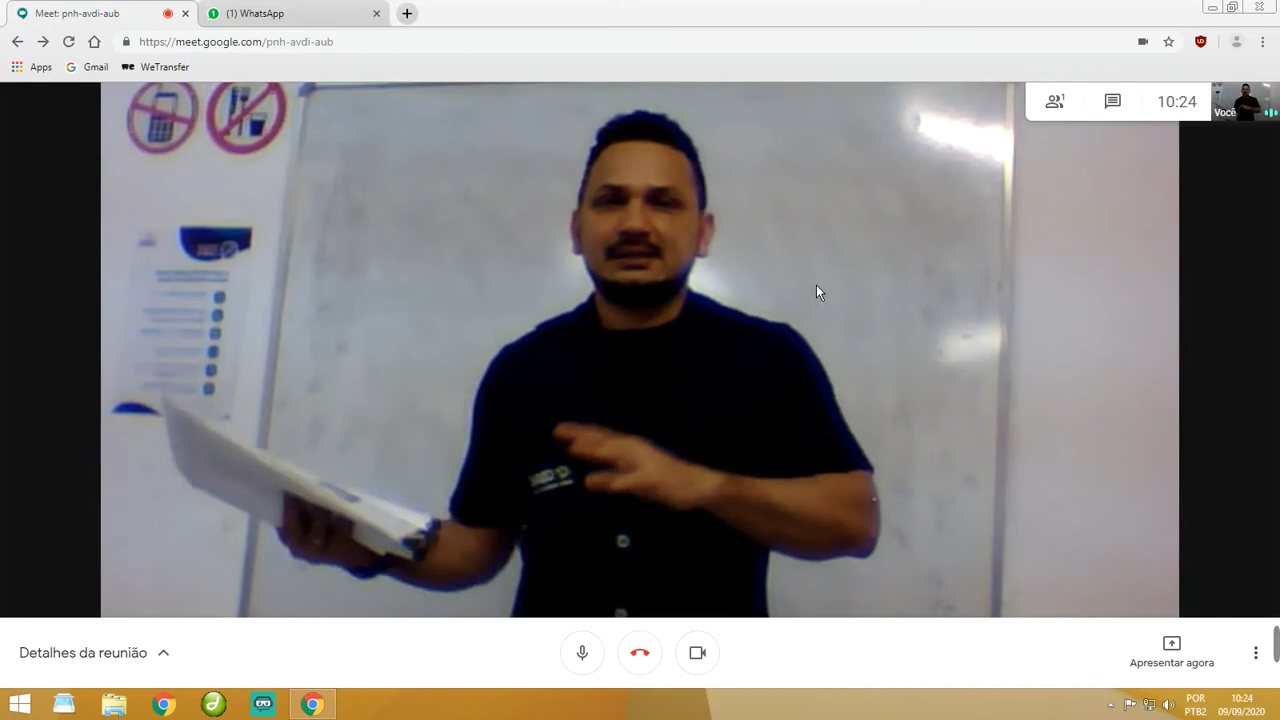 Meet: pnh-avdi-aub
(1) WhatsApp
https://meet.google.com/pnh-avdi-aub
Apps
Gmail
WeTransfer
1
10:24
Você
Detalhes da reunião
Apresentar agora
POR
PTB2
10:24
09/09/2020